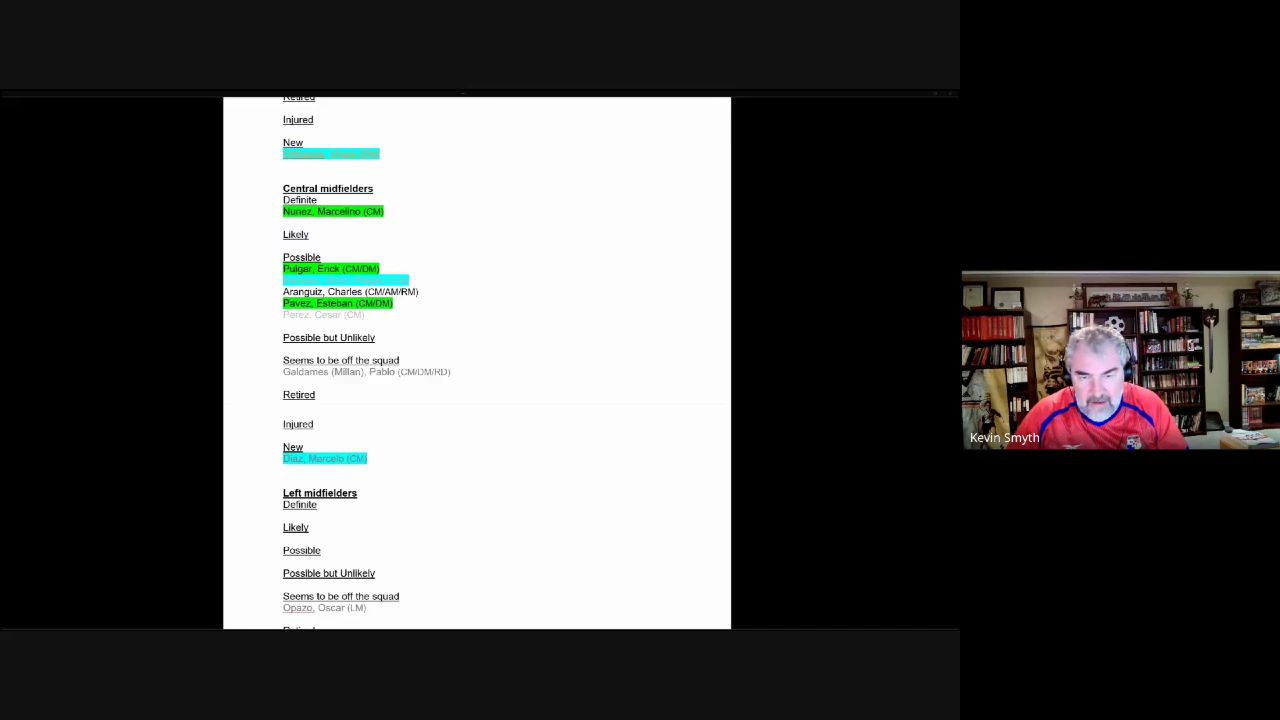 Retired
Injured
New
Central midfielders
Definite
Nunez, Marcelino (CM)
Likely
Possible
Pulgar, Erick (CM/DM)
Aranguiz, Charles (CM/AM/RM)
Pavez, Esteban (CM/DM)
Perez, Cesar (CM)
Possible but Unlikely
Seems to be off the squad
Galdames (Millan), Pablo (CM/DM/RD)
Retired
Injured
New
Diaz, Marcelo (CM)
Left midfielders
Definite
Likely
Possible
Possible but Unlikely
Seems to be off the squad
Opazo, Oscar (LM)
Kevin Smyth